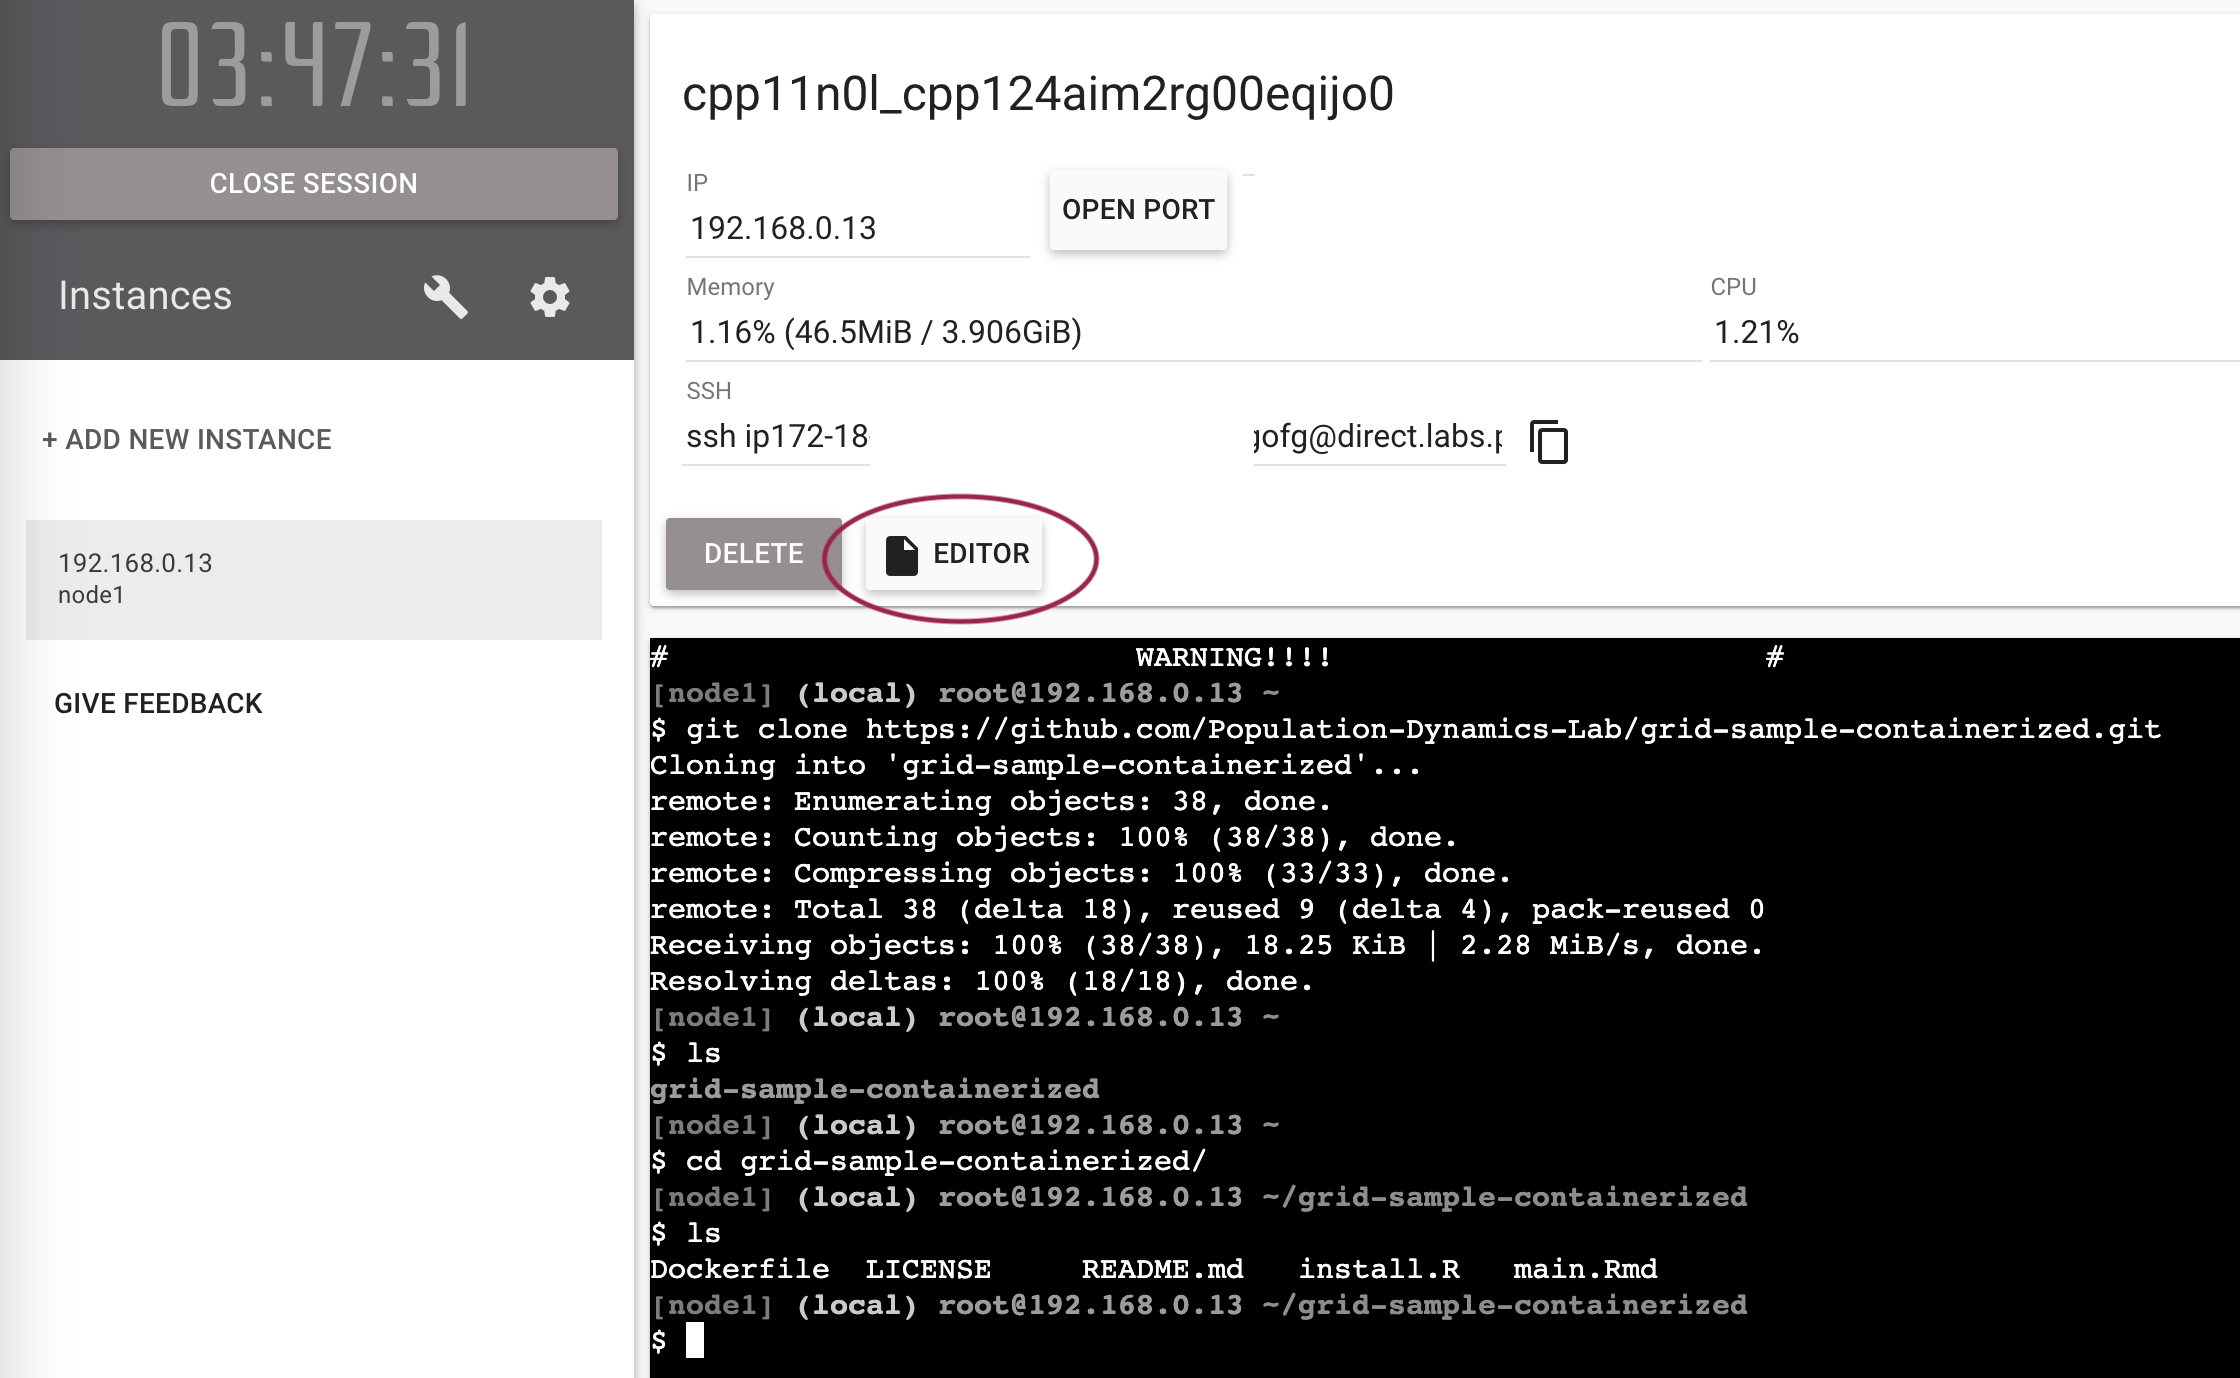 03:47:31
CLOSE SESSION
Instances
+ ADD NEW INSTANCE
192.168.0.13
node1
GIVE FEEDBACK
cpp11n0l_cpp124aim2rg00eqijo0
IP
192.168.0.13
OPEN PORT
Memory
1.16% (46.5MiB / 3.906GiB)
CPU
1.21%
SSH
ssh ip172-18-
gofg@direct.labs.p
DELETE
EDITOR
# WARNING!!!! #
[node1] (local) root@192.168.0.13 ~
$ git clone https://github.com/Population-Dynamics-Lab/grid-sample-containerized.git
Cloning into 'grid-sample-containerized'...
remote: Enumerating objects: 38, done.
remote: Counting objects: 100% (38/38), done.
remote: Compressing objects: 100% (33/33), done.
remote: Total 38 (delta 18), reused 9 (delta 4), pack-reused 0
Receiving objects: 100% (38/38), 18.25 KiB | 2.28 MiB/s, done.
Resolving deltas: 100% (18/18), done.
[node1] (local) root@192.168.0.13 ~
$ ls
grid-sample-containerized
[node1] (local) root@192.168.0.13 ~
$ cd grid-sample-containerized/
[node1] (local) root@192.168.0.13 ~/grid-sample-containerized
$ ls
Dockerfile LICENSE README.md install.R main.Rmd
[node1] (local) root@192.168.0.13 ~/grid-sample-containerized
$